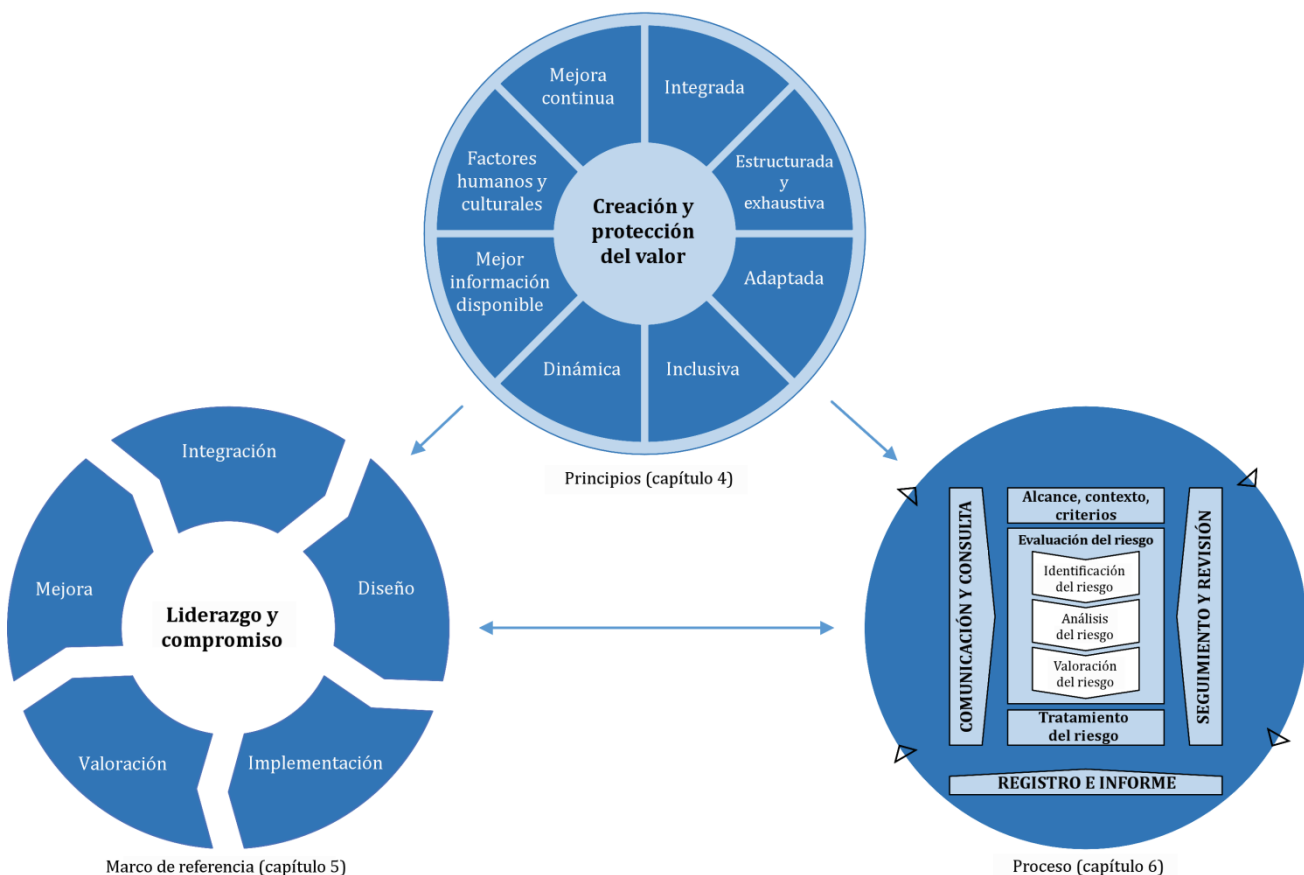 Mejora
continua
Integrada
Estructurada
y
exhaustiva
Adaptada
Inclusiva
Dinámica
Mejor
información
disponible
Factores
humanos y
culturales
Creación y
protección
del valor
Principios (capítulo 4)
Integración
Diseño
Implementación
Valoración
Mejora
Liderazgo y
compromiso
Marco de referencia (capítulo 5)
COMUNICACIÓN Y CONSULTA
Alcance, contexto,
criterios
Evaluación del riesgo
Identificación
del riesgo
Análisis
del riesgo
Valoración
del riesgo
Tratamiento
del riesgo
SEGUIMIENTO Y REVISIÓN
REGISTRO E INFORME
Proceso (capítulo 6)